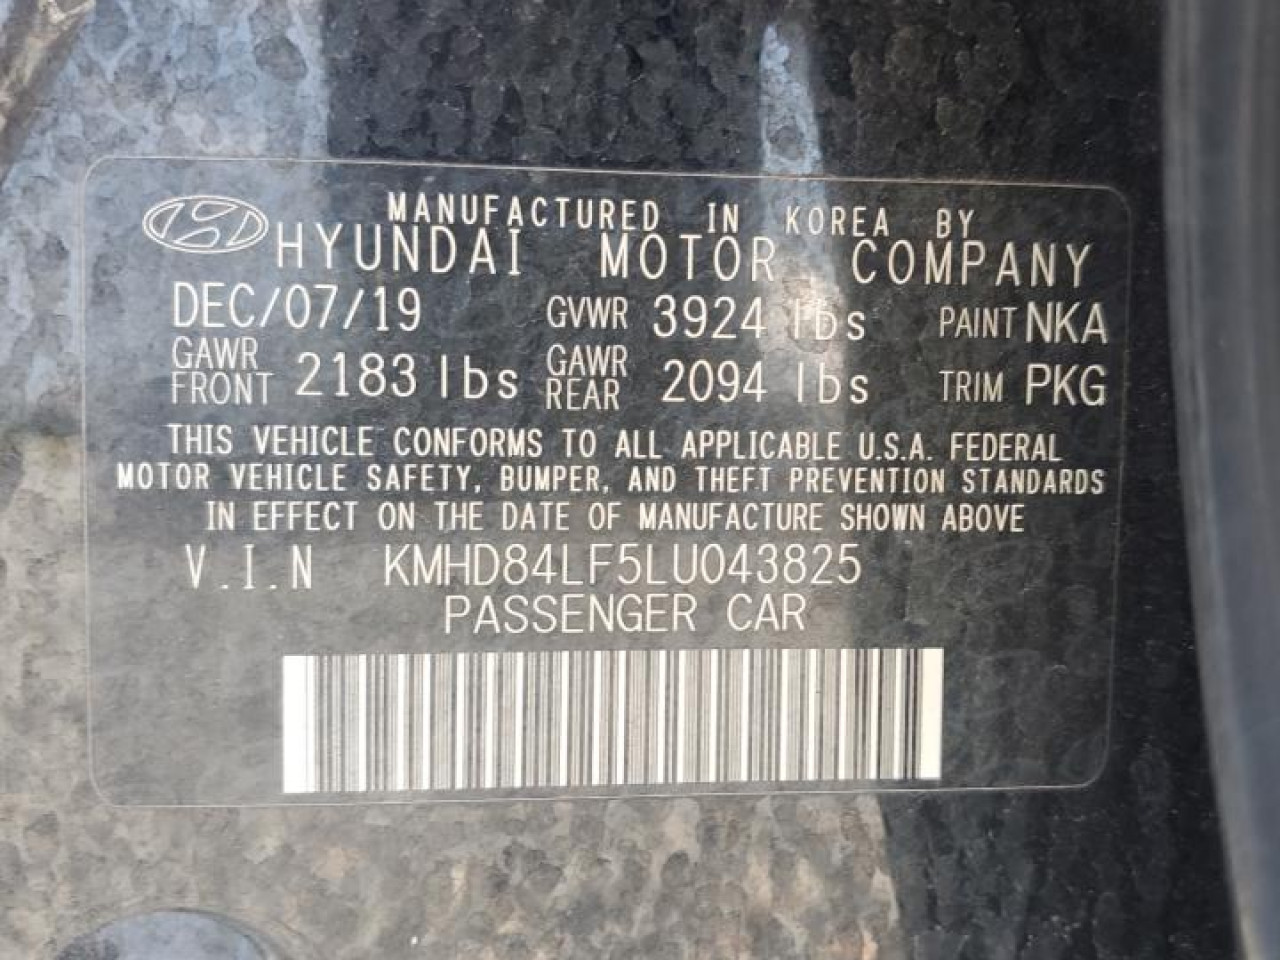 MANUFACTURED IN KOREA BY
HYUNDAI MOTOR COMPANY
DEC/07/19 GVWR 3924 lbs PAINT NKA
GAWR FRONT 2183 lbs GAWR REAR 2094 lbs TRIM PKG
THIS VEHICLE CONFORMS TO ALL APPLICABLE U.S.A. FEDERAL
MOTOR VEHICLE SAFETY, BUMPER, AND THEFT PREVENTION STANDARDS
IN EFFECT ON THE DATE OF MANUFACTURE SHOWN ABOVE
V.I.N KMHD84LF5LU043825
PASSENGER CAR